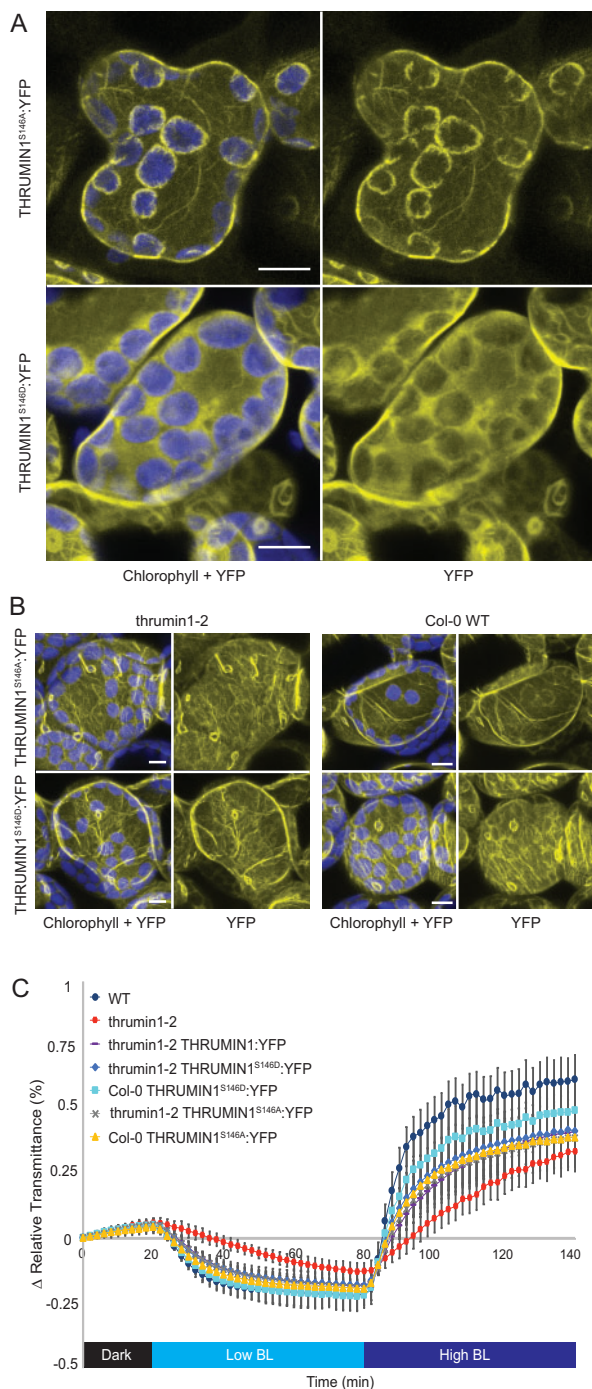 A
THRUMIN1S146A:YFP
THRUMIN1S146D:YFP
Chlorophyll + YFP
YFP
B
thrumin1-2
Col-0 WT
THRUMIN1S146A:YFP
THRUMIN1S146D:YFP
Chlorophyll + YFP
YFP
Chlorophyll + YFP
YFP
C
1
0.75
0.5
0.25
0
-0.25
-0.5
Δ Relative Transmittance (%)
WT
thrumin1-2
thrumin1-2 THRUMIN1:YFP
thrumin1-2 THRUMIN1S146D:YFP
Col-0 THRUMIN1S146D:YFP
thrumin1-2 THRUMIN1S146A:YFP
Col-0 THRUMIN1S146A:YFP
0 20 40 60 80 100 120 140
Dark
Low BL
High BL
Time (min)